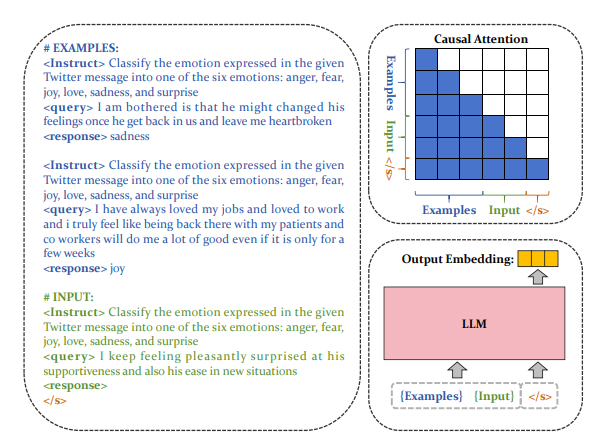 # EXAMPLES:
<Instruct> Classify the emotion expressed in the given
Twitter message into one of the six emotions: anger, fear,
joy, love, sadness, and surprise
<query> I am bothered is that he might changed his
feelings once he get back in us and leave me heartbroken
<response> sadness
<Instruct> Classify the emotion expressed in the given
Twitter message into one of the six emotions: anger, fear,
joy, love, sadness, and surprise
<query> I have always loved my jobs and loved to work
and i truly feel like being back there with my patients and
co workers will do me a lot of good even if it is only for a
few weeks
<response> joy
# INPUT:
<Instruct> Classify the emotion expressed in the given
Twitter message into one of the six emotions: anger, fear,
joy, love, sadness, and surprise
<query> I keep feeling pleasantly surprised at his
supportiveness and also his ease in new situations
<response>
</s>
Causal Attention
Examples Input </s>
Examples Input </s>
Output Embedding:
LLM
{Examples} {Input} </s>